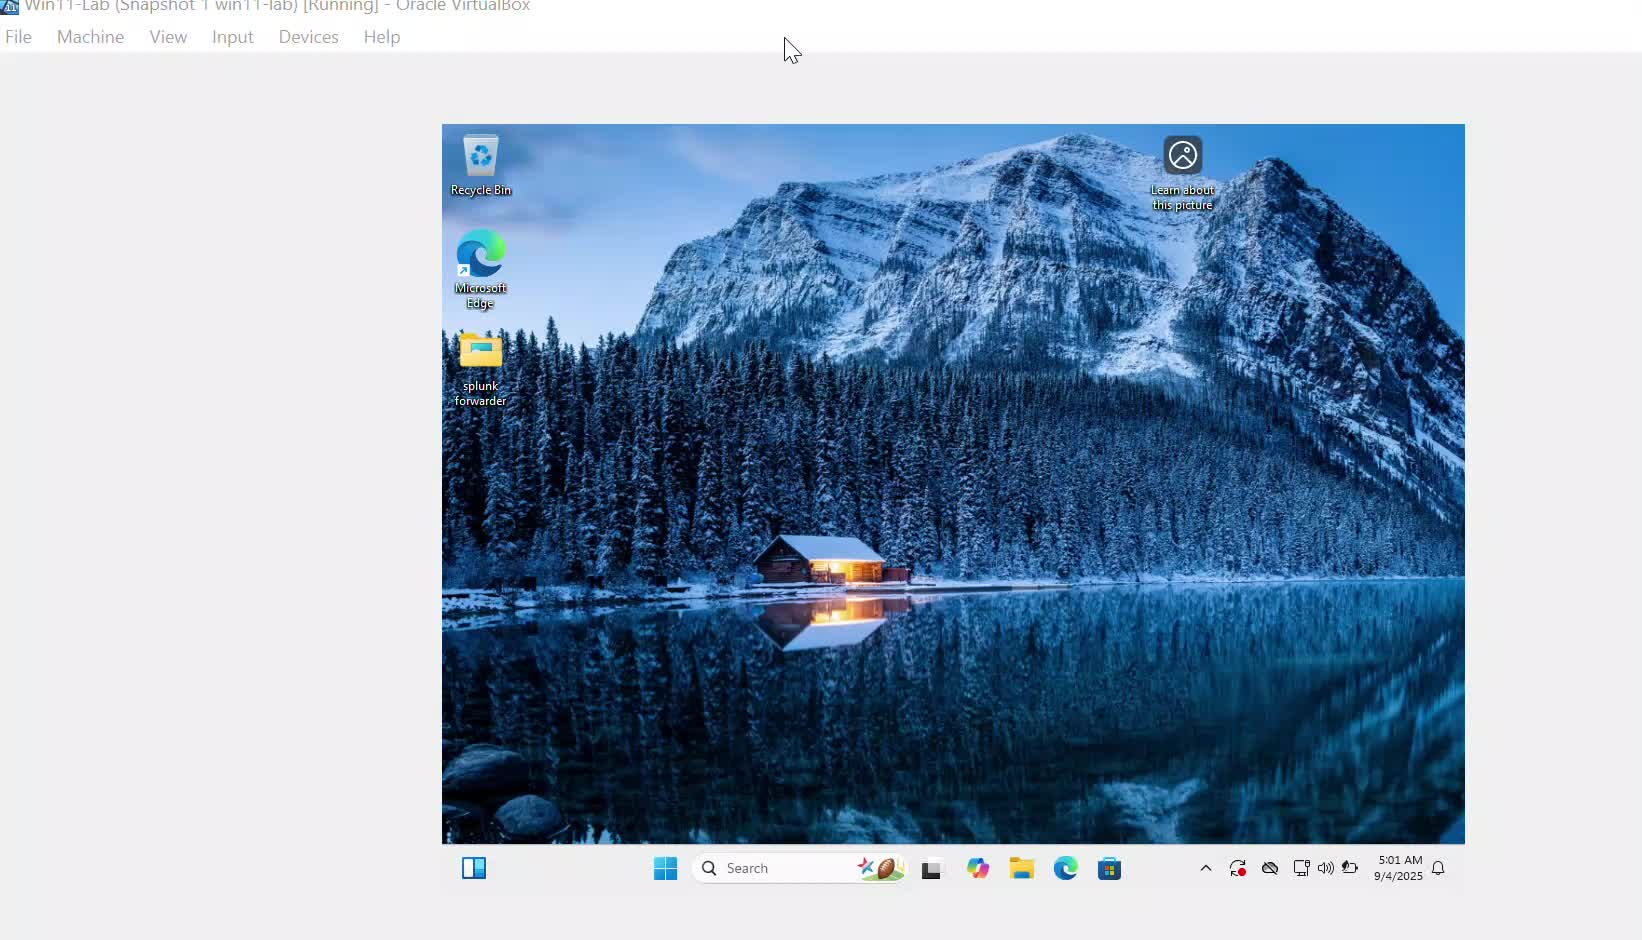 Win11-Lab (Snapshot 1 win11-lab) [Running] - Oracle VirtualBox
File Machine View Input Devices Help
Recycle Bin
Learn about
this picture
Microsoft
Edge
splunk
forwarder
Search
5:01 AM
9/4/2025